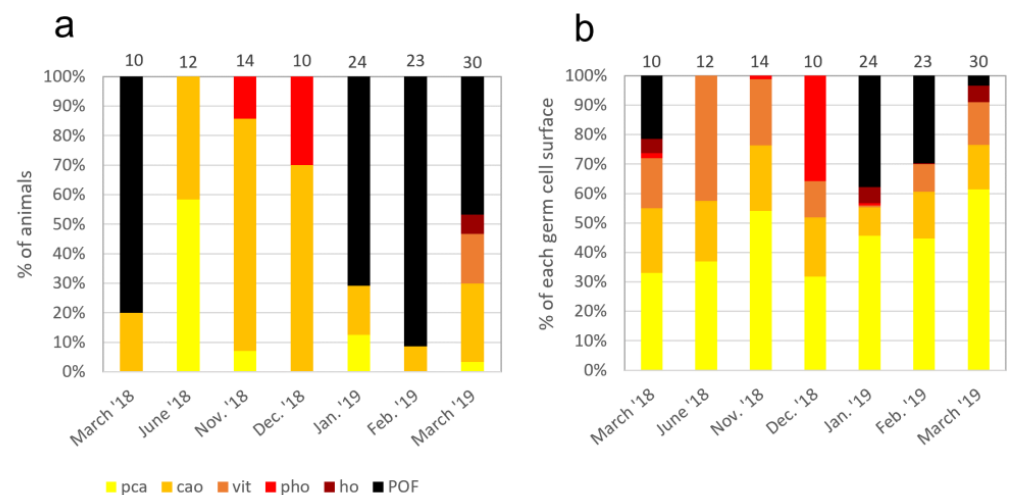 a
10 12 14 10 24 23 30
100%
90%
80%
70%
60%
50%
40%
30%
20%
10%
0%
% of animals
March '18 June '18 Nov. '18 Dec. '18 Jan. '19 Feb. '19 March '19
b
10 12 14 10 24 23 30
100%
90%
80%
70%
60%
50%
40%
30%
20%
10%
0%
% of each germ cell surface
March '18 June '18 Nov. '18 Dec. '18 Jan. '19 Feb. '19 March '19
pca cao vit pho ho POF